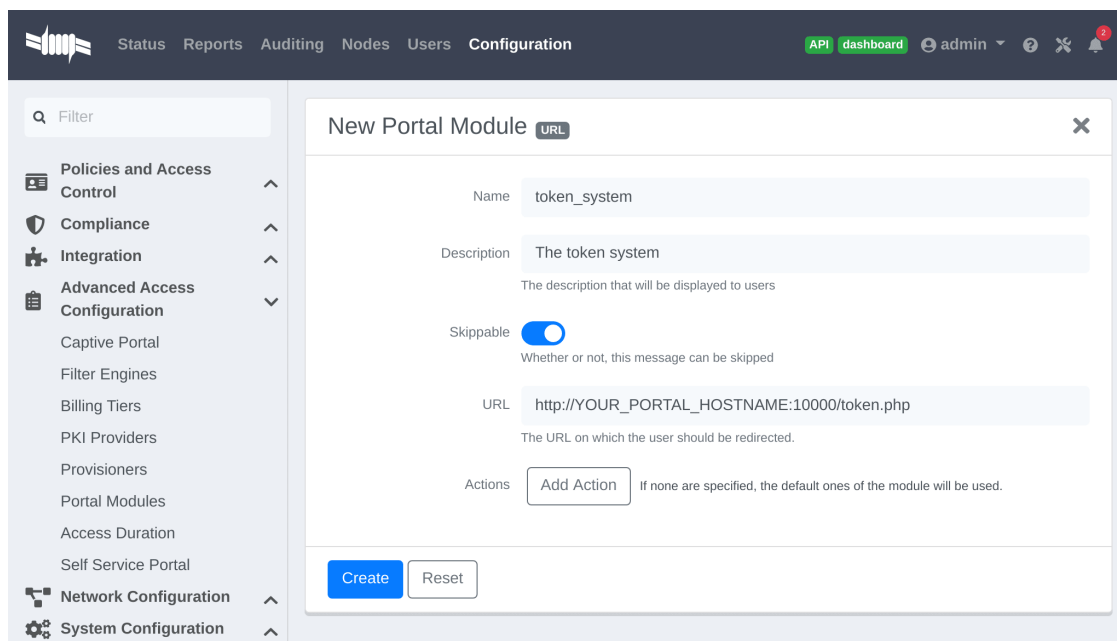 Status Reports Auditing Nodes Users Configuration
API dashboard admin
2
Filter
Policies and Access
Control
Compliance
Integration
Advanced Access
Configuration
Captive Portal
Filter Engines
Billing Tiers
PKI Providers
Provisioners
Portal Modules
Access Duration
Self Service Portal
Network Configuration
System Configuration
New Portal Module URL
Name token_system
Description The token system
The description that will be displayed to users
Skippable
Whether or not, this message can be skipped
URL http://YOUR_PORTAL_HOSTNAME:10000/token.php
The URL on which the user should be redirected.
Actions Add Action If none are specified, the default ones of the module will be used.
Create Reset